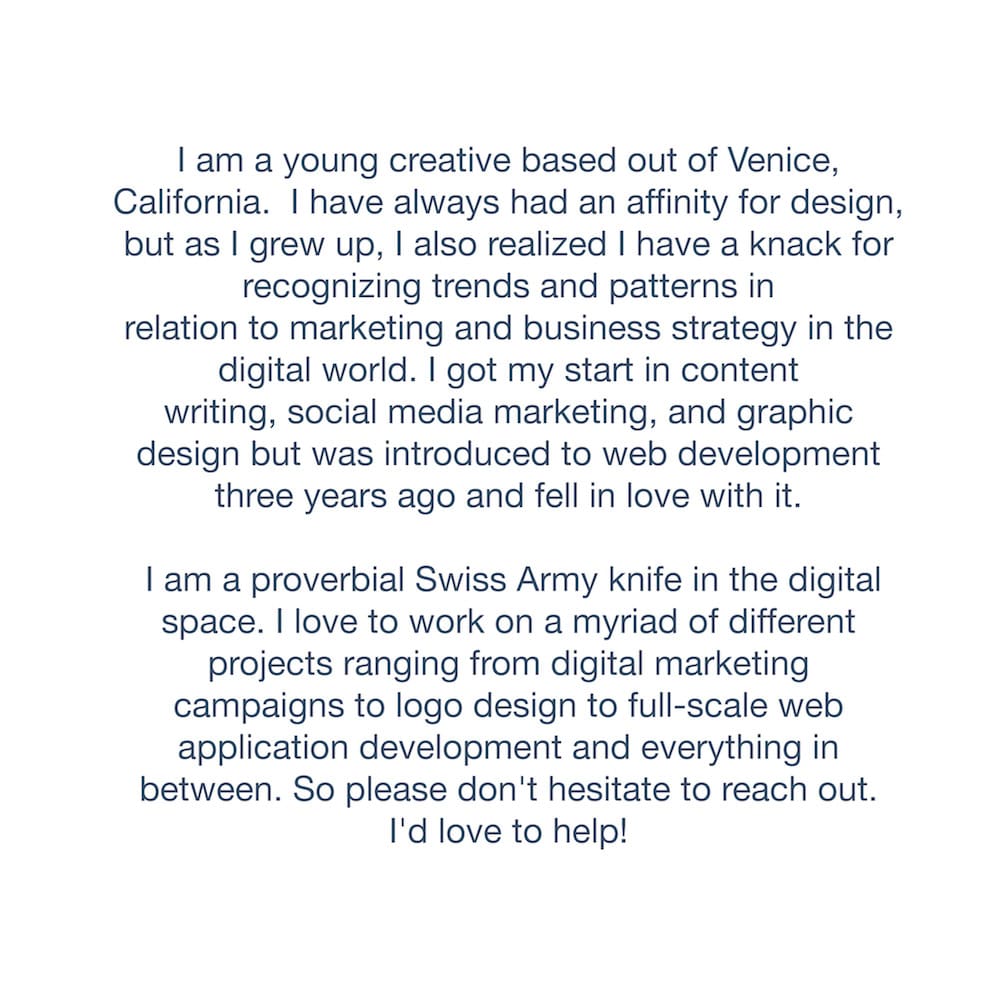 I am a young creative based out of Venice,
California.  I have always had an affinity for design,
but as I grew up, I also realized I have a knack for
recognizing trends and patterns in
relation to marketing and business strategy in the
digital world. I got my start in content
writing, social media marketing, and graphic
design but was introduced to web development
three years ago and fell in love with it.
I am a proverbial Swiss Army knife in the digital
space. I love to work on a myriad of different
projects ranging from digital marketing
campaigns to logo design to full-scale web
application development and everything in
between. So please don't hesitate to reach out.
I'd love to help!